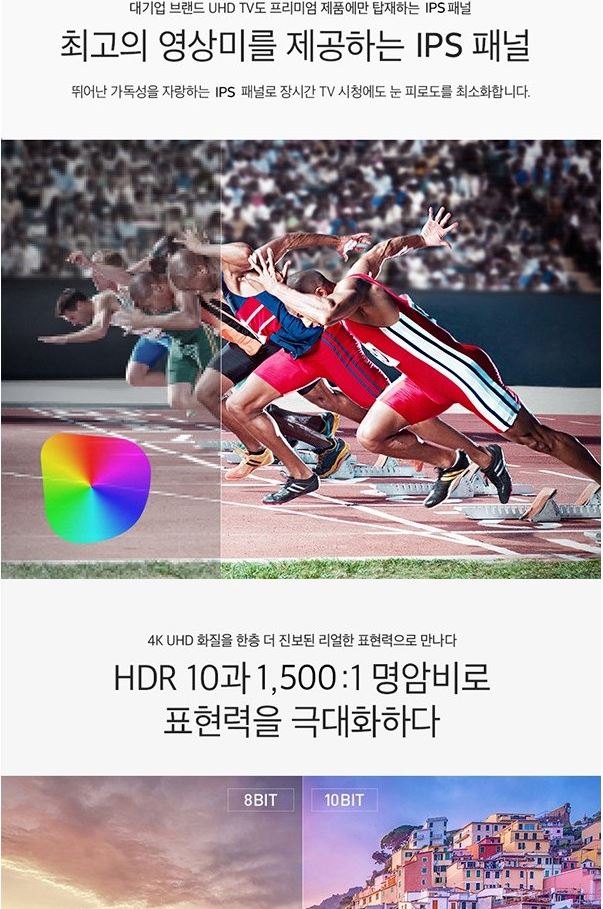 대기업 브랜드 UHD TV도 프리미엄 제품에만 탑재하는 IPS 패널
최고의 영상미를 제공하는 IPS 패널
뛰어난 가독성을 자랑하는 IPS 패널로 장시간 TV 시청에도 눈 피로도를 최소화합니다.
4K UHD 화질을 한층 더 진보된 리얼한 표현력으로 만나다
HDR 10과 1,500:1 명암비로
표현력을 극대화하다
8BIT
10BIT